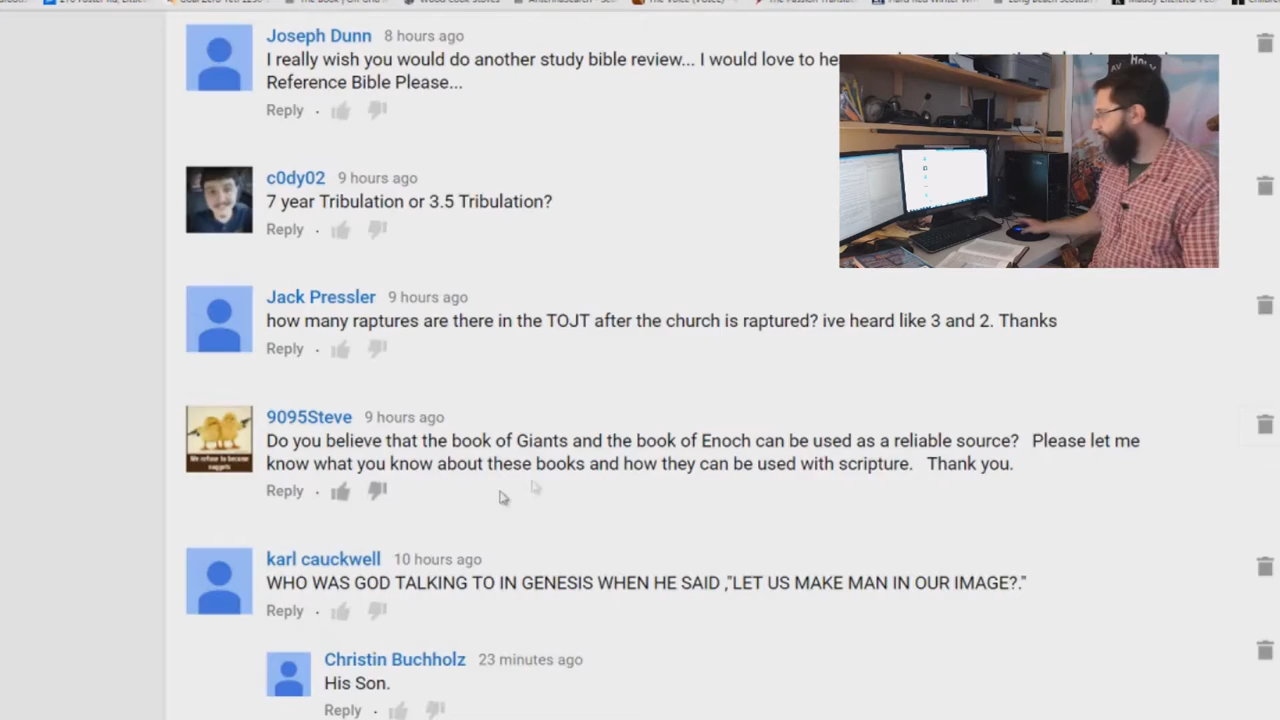 Joseph Dunn 8 hours ago
I really wish you would do another study bible review... I would love to
Reference Bible Please...
Reply
c0dy02 9 hours ago
7 year Tribulation or 3.5 Tribulation?
Reply
Jack Pressler 9 hours ago
how many raptures are there in the TOJT after the church is raptured? ive heard like 3 and 2. Thanks
Reply
9095Steve 9 hours ago
We refuse to become
nuggets
Do you believe that the book of Giants and the book of Enoch can be used as a reliable source? Please let me
know what you know about these books and how they can be used with scripture. Thank you.
Reply
karl cauckwell 10 hours ago
WHO WAS GOD TALKING TO IN GENESIS WHEN HE SAID ,"LET US MAKE MAN IN OUR IMAGE?."
Reply
Christin Buchholz 23 minutes ago
His Son.
Reply